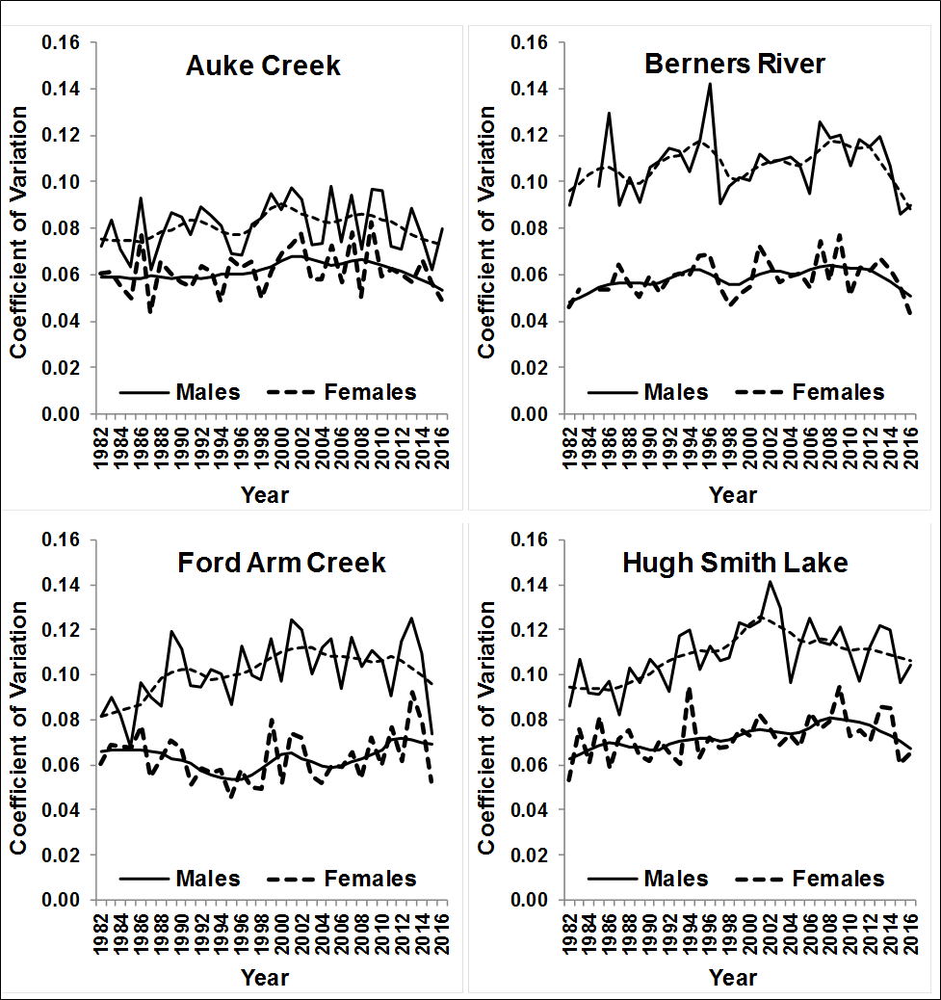 Auke Creek
Coefficient of Variation
0.16
0.14
0.12
0.10
0.08
0.06
0.04
0.02
0.00
Males Females
1982 1984 1986 1988 1990 1992 1994 1996 1998 2000 2002 2004 2006 2008 2010 2012 2014 2016
Year
Berners River
Coefficient of Variation
0.16
0.14
0.12
0.10
0.08
0.06
0.04
0.02
0.00
Males Females
1982 1984 1986 1988 1990 1992 1994 1996 1998 2000 2002 2004 2006 2008 2010 2012 2014 2016
Year
Ford Arm Creek
Coefficient of Variation
0.16
0.14
0.12
0.10
0.08
0.06
0.04
0.02
0.00
Males Females
1982 1984 1986 1988 1990 1992 1994 1996 1998 2000 2002 2004 2006 2008 2010 2012 2014 2016
Year
Hugh Smith Lake
Coefficient of Variation
0.16
0.14
0.12
0.10
0.08
0.06
0.04
0.02
0.00
Males Females
1982 1984 1986 1988 1990 1992 1994 1996 1998 2000 2002 2004 2006 2008 2010 2012 2014 2016
Year